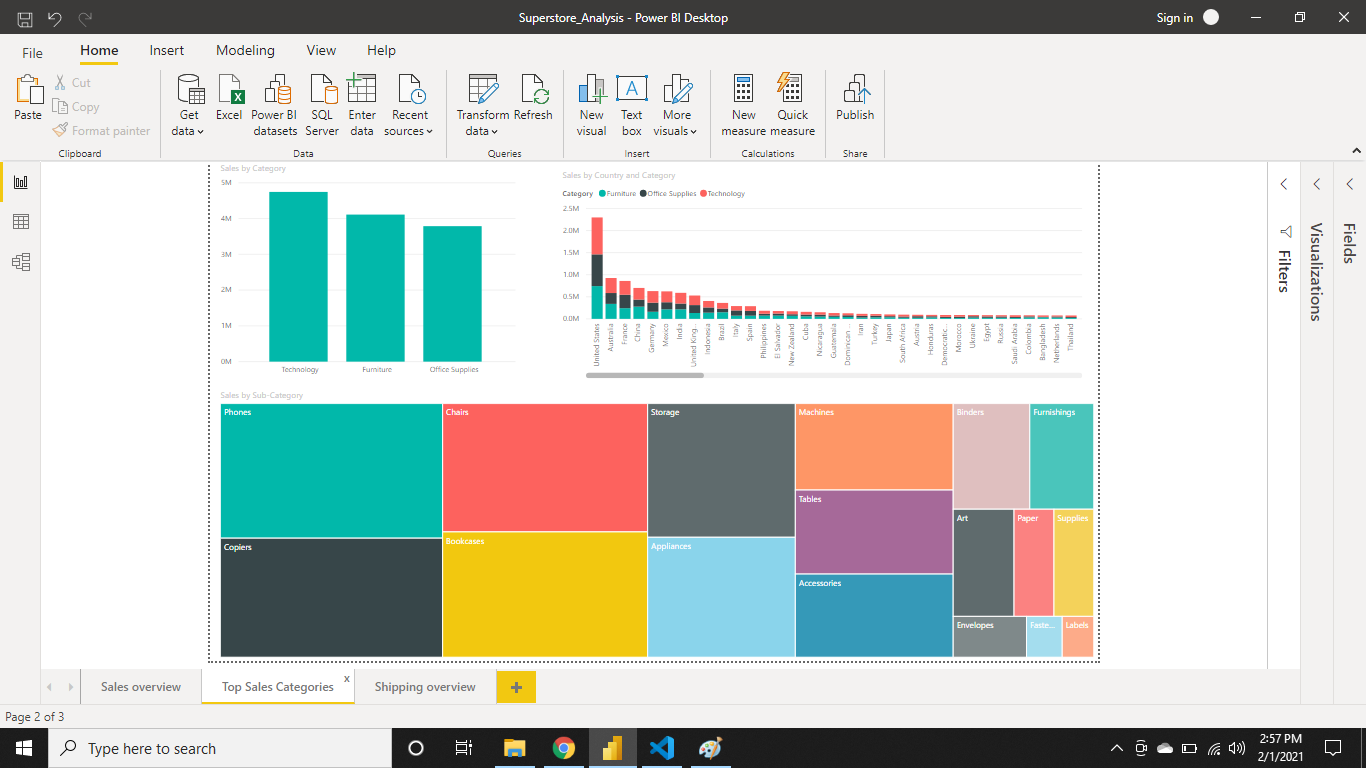 Superstore_Analysis - Power BI Desktop
Sign in
File Home Insert Modeling View Help
Paste
Cut
Copy
Format painter
Clipboard
Get data
Excel
Power BI datasets
SQL Server
Enter data
Recent sources
Data
Transform data
Refresh
Queries
New visual
Text box
More visuals
Insert
New measure
Quick measure
Calculations
Publish
Share
Sales by Category
5M
4M
3M
2M
1M
0M
Technology Furniture Office Supplies
Sales by Country and Category
Category Furniture Office Supplies Technology
2.5M
2.0M
1.5M
1.0M
0.5M
0.0M
United States
Australia
France
China
Germany
Mexico
India
United King...
Indonesia
Brazil
Italy
Spain
Philippines
El Salvador
New Zealand
Cuba
Nicaragua
Guatemala
Dominican ...
Iran
Turkey
Japan
South Africa
Austria
Honduras
Democratic...
Morocco
Ukraine
Egypt
Russia
Saudi Arabia
Colombia
Bangladesh
Netherlands
Thailand
Sales by Sub-Category
Phones
Copiers
Chairs
Bookcases
Storage
Appliances
Machines
Tables
Accessories
Binders
Furnishings
Art
Paper
Supplies
Envelopes
Faste...
Labels
Filters
Visualizations
Fields
Sales overview
Top Sales Categories x
Shipping overview
+
Page 2 of 3
Type here to search
2:57 PM
2/1/2021